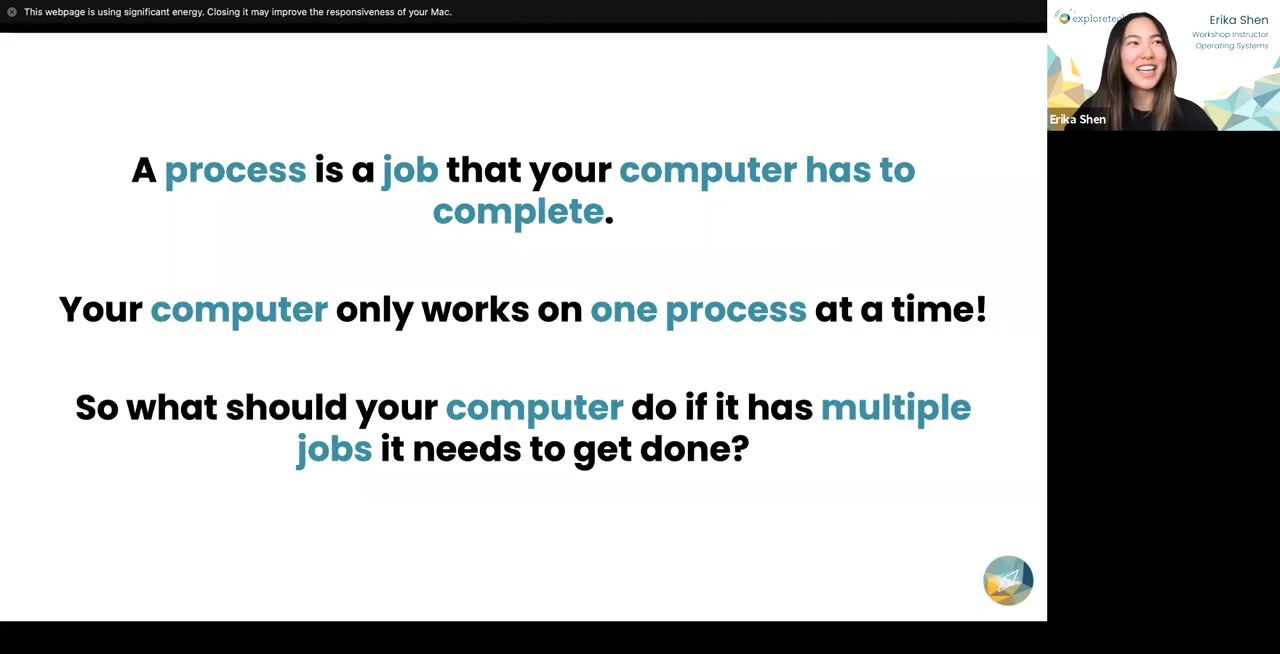 This webpage is using significant energy. Closing it may improve the responsiveness of your Mac.
A process is a job that your computer has to
complete.
Your computer only works on one process at a time!
So what should your computer do if it has multiple
jobs it needs to get done?
Erika Shen
Workshop Instructor
Operating Systems
Erika Shen